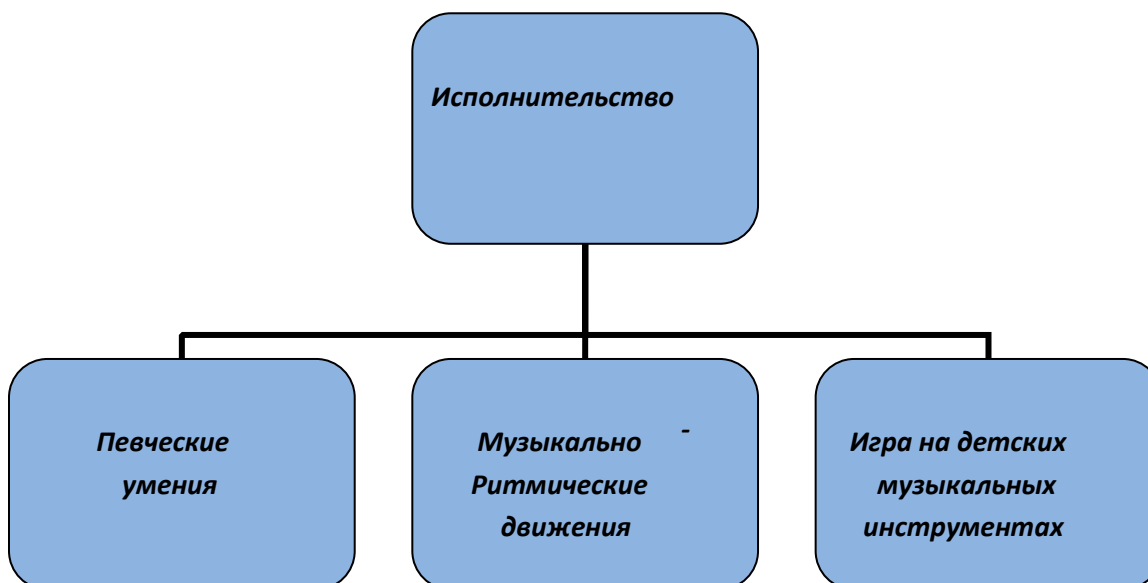 Исполнительство
Певческие
умения
Музыкально -
Ритмические
движения
Игра на детских
музыкальных
инструментах